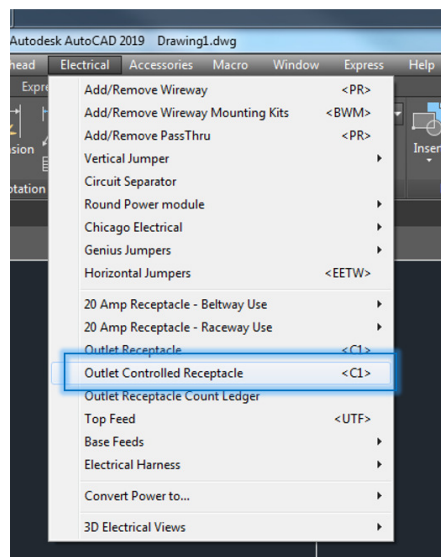 Autodesk AutoCAD 2019 Drawing1.dwg
head Electrical Accessories Macro Window Express Help
Expre
Add/Remove Wireway <PR>
Add/Remove Wireway Mounting Kits <BWM>
Add/Remove PassThru <PR>
sion
Vertical Jumper
Inser
Circuit Separator
otation
Round Power module
Chicago Electrical
Genius Jumpers
Horizontal Jumpers <EETW>
20 Amp Receptacle - Beltway Use
20 Amp Receptacle - Raceway Use
Outlet Receptacle <C1>
Outlet Controlled Receptacle <C1>
Outlet Receptacle Count Ledger
Top Feed <UTF>
Base Feeds
Electrical Harness
Convert Power to...
3D Electrical Views